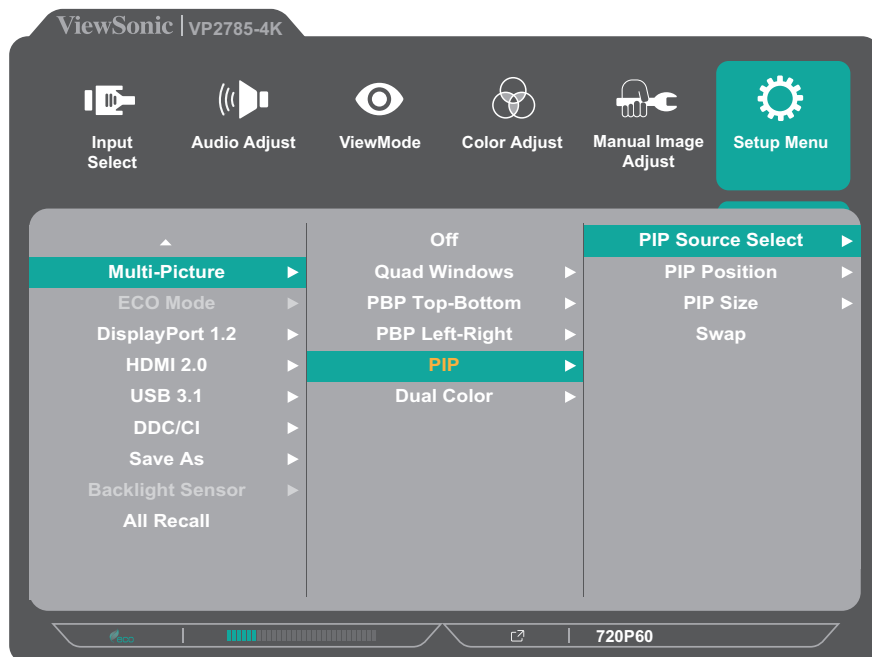 ViewSonic | VP2785-4K
Input Select
Audio Adjust
ViewMode
Color Adjust
Manual Image Adjust
Setup Menu
Multi-Picture
ECO Mode
DisplayPort 1.2
HDMI 2.0
USB 3.1
DDC/CI
Save As
Backlight Sensor
All Recall
Off
Quad Windows
PBP Top-Bottom
PBP Left-Right
PIP
Dual Color
PIP Source Select
PIP Position
PIP Size
Swap
eco
720P60